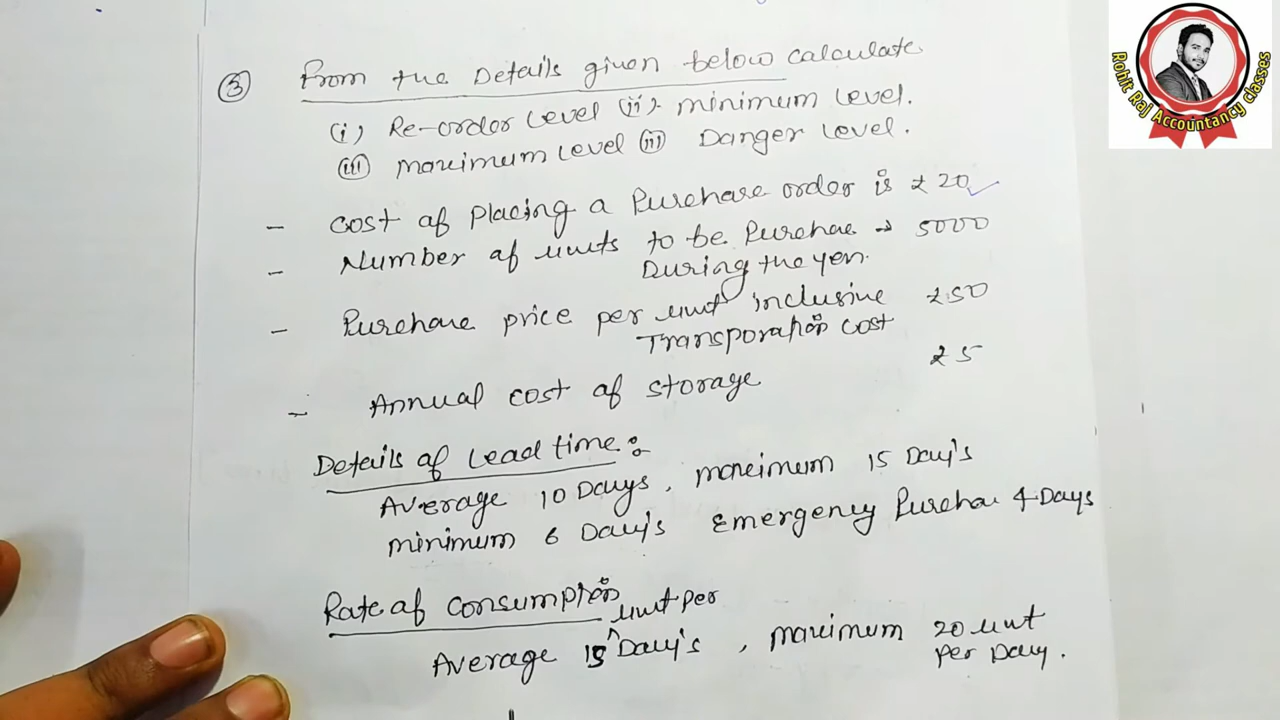 ③ From the Details given below calculate
(i) Re-order Level (ii) minimum Level.
(iii) maximum Level (iii) Danger Level.
- Cost of Placing a Purchase order is ₹ 20
- Number of units to be Purchae → 5000
During the yer.
- Purchase price per unit inclusive ₹50
Transporation cost
- Annual cost of storage ₹ 5
Details of Lead time :-
Average 10 Days, maximum 15 Day's
minimum 6 Day's Emergency Purchae 4 Days
Rate of Consumption
unit per
Average 15 Day's, maximum 20 unit
per Day.
Rohit Raj Accountancy classes